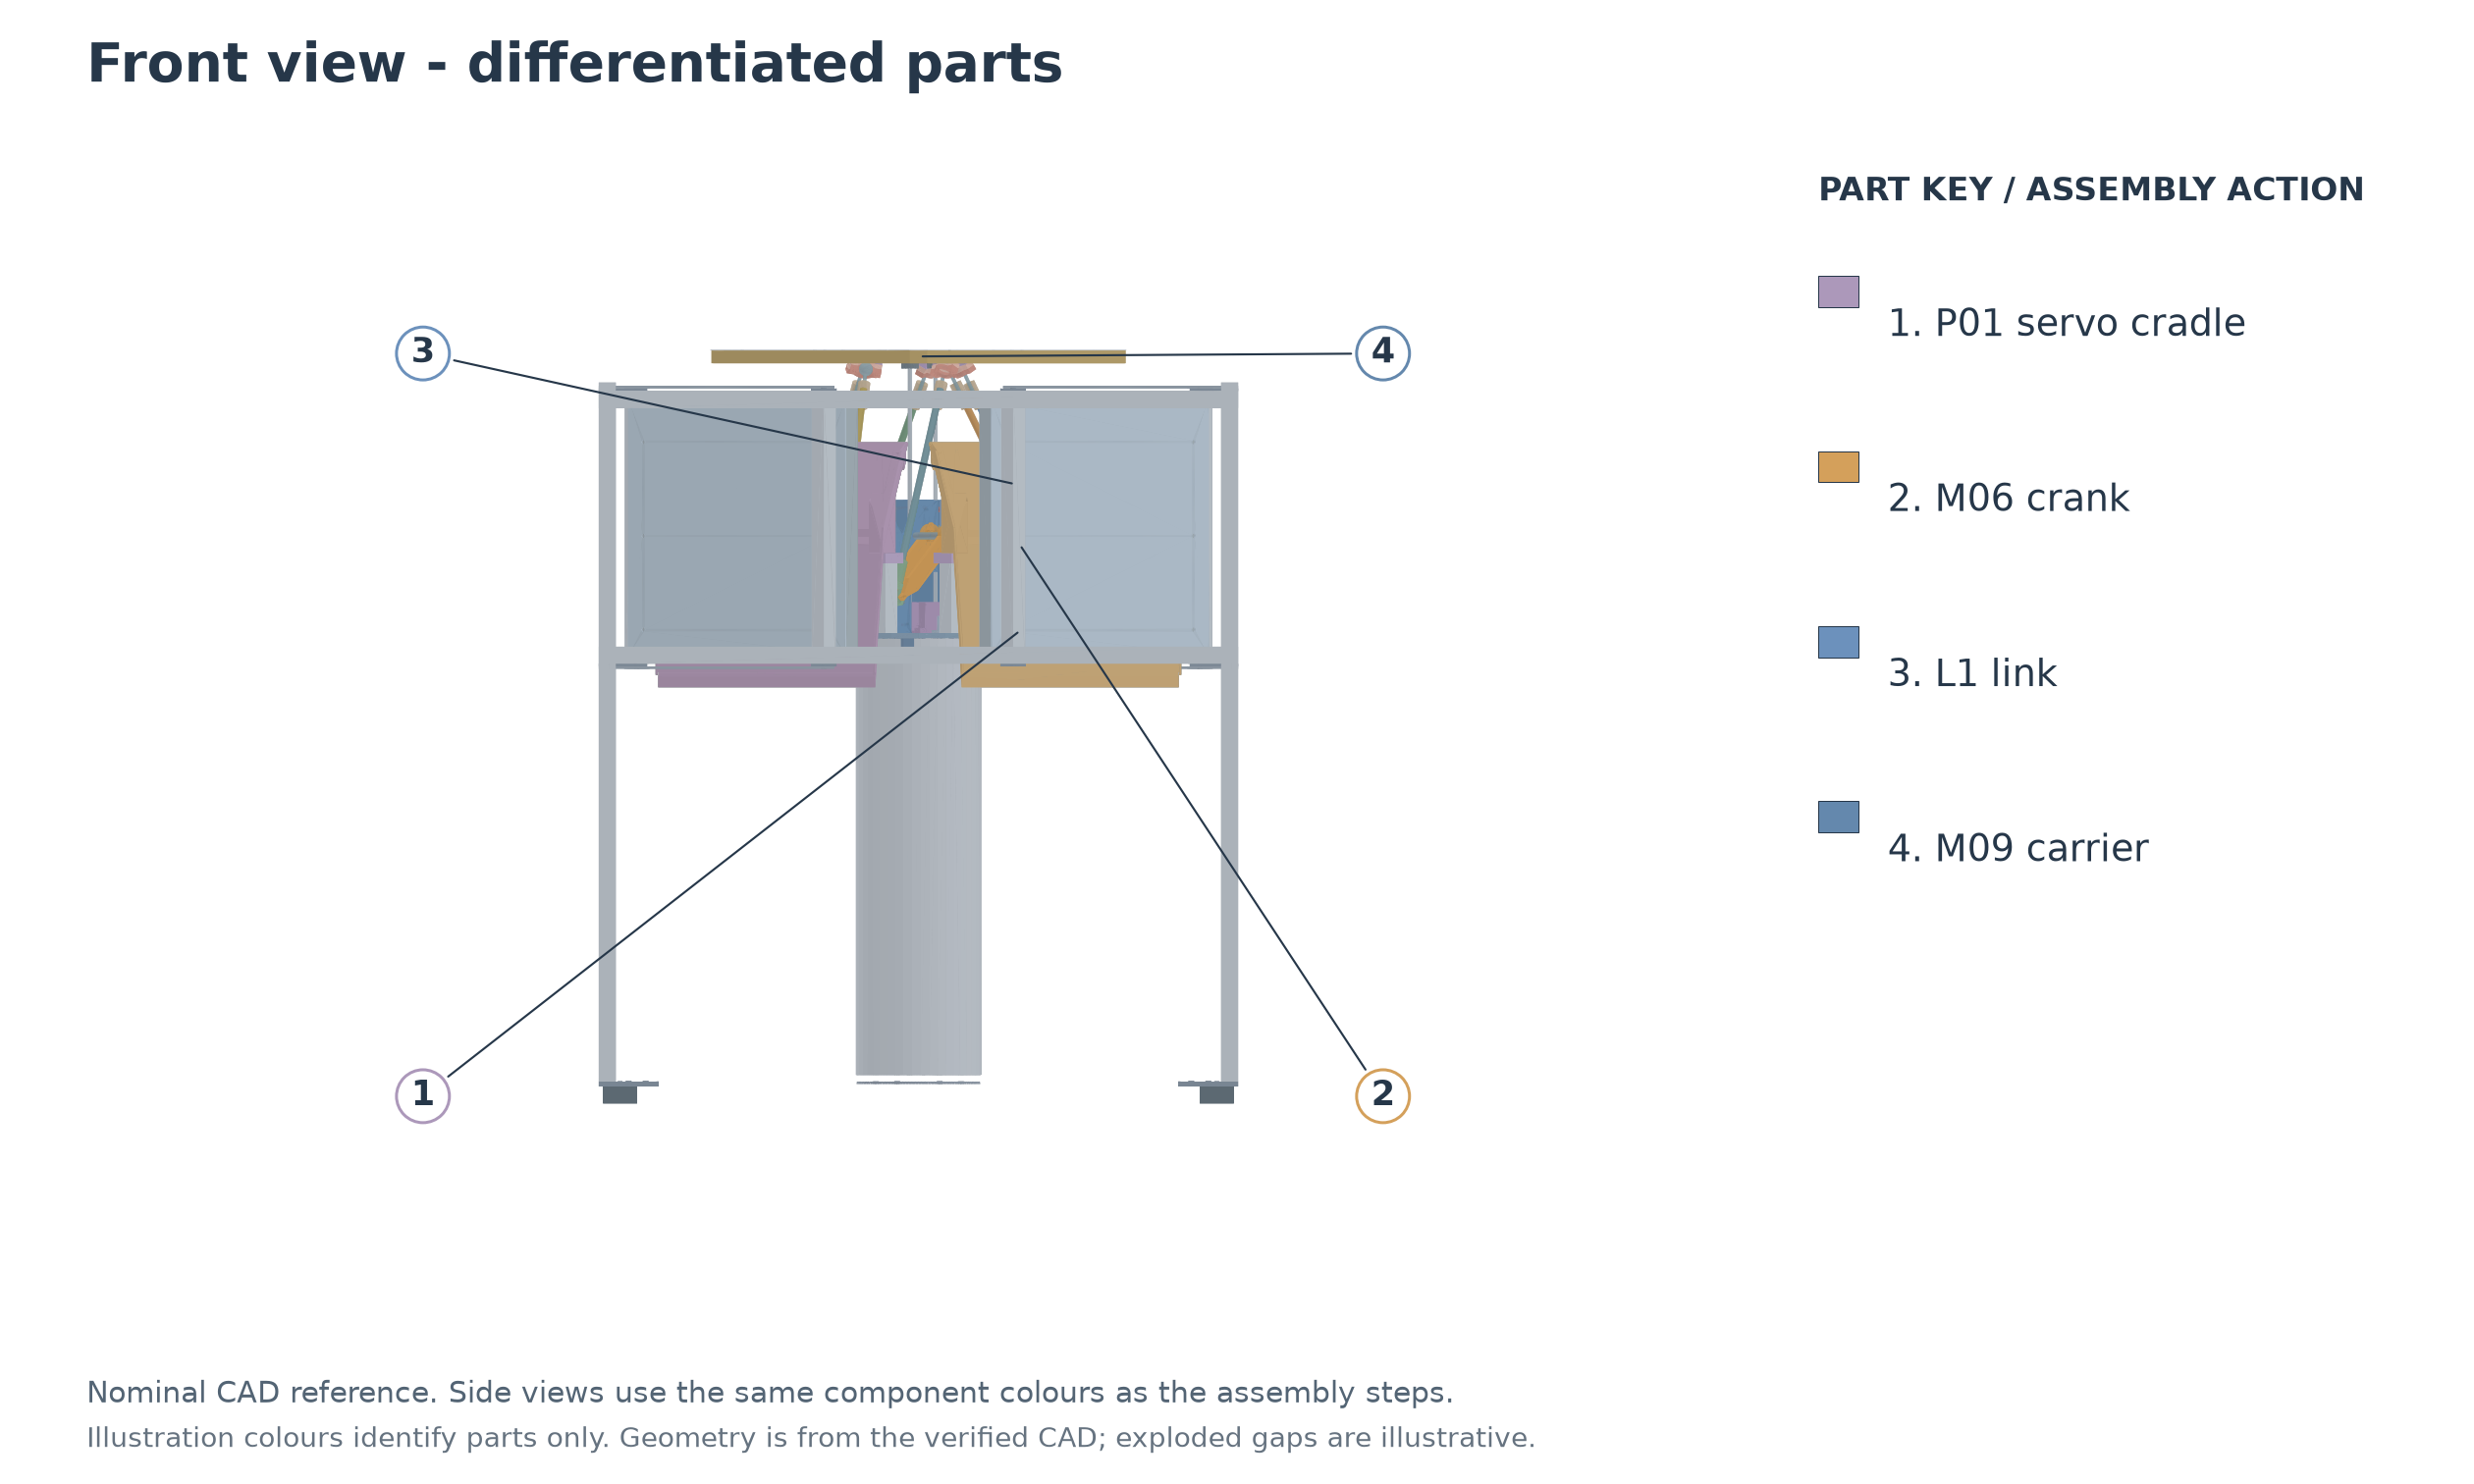 Front view - differentiated parts
PART KEY / ASSEMBLY ACTION
1. P01 servo cradle
2. M06 crank
3. L1 link
4. M09 carrier
3
4
1
2
Nominal CAD reference. Side views use the same component colours as the assembly steps.
Illustration colours identify parts only. Geometry is from the verified CAD; exploded gaps are illustrative.